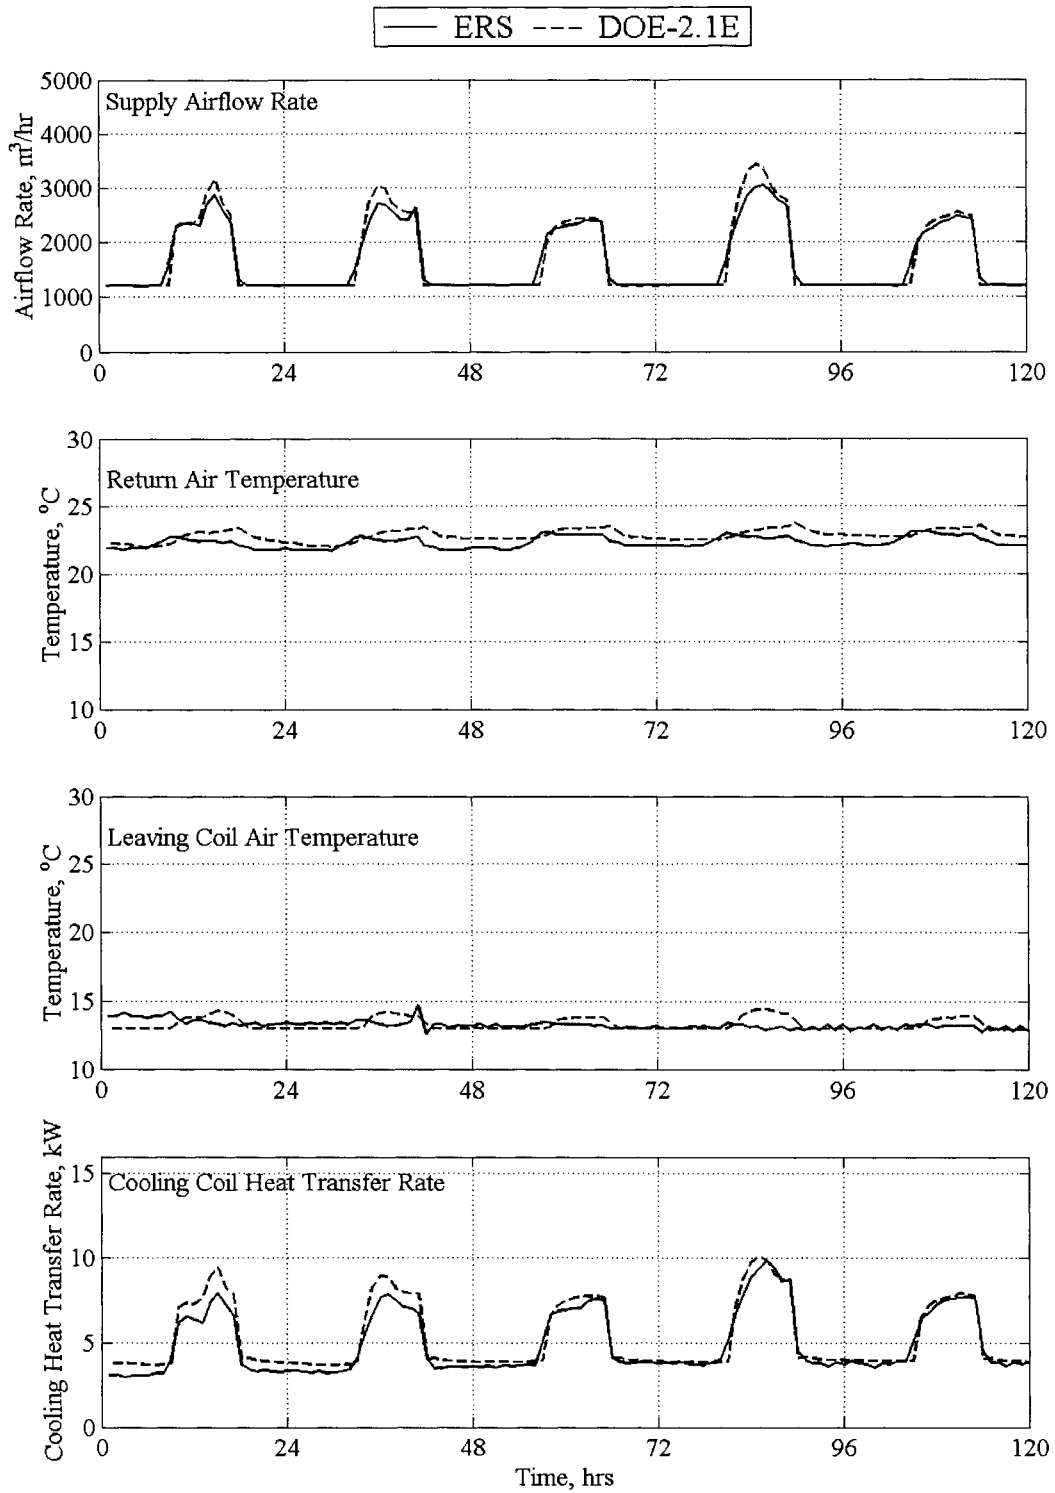 ERS DOE-2.1E
Supply Airflow Rate
Airflow Rate, m³/hr
5000
4000
3000
2000
1000
0
0 24 48 72 96 120
Return Air Temperature
Temperature, ºC
30
25
20
15
10
0 24 48 72 96 120
Leaving Coil Air Temperature
Temperature, ºC
30
25
20
15
10
0 24 48 72 96 120
Cooling Coil Heat Transfer Rate
Cooling Heat Transfer Rate, kW
15
10
5
0
0 24 48 72 96 120
Time, hrs